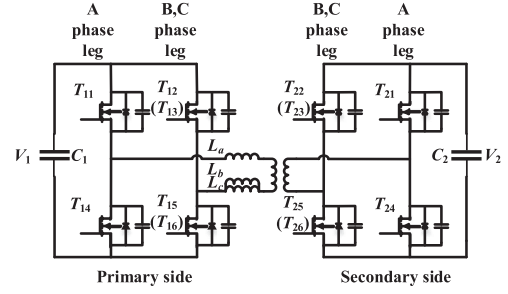 A phase leg
B,C phase leg
B,C phase leg
A phase leg
T11
T12
(T13)
T22
(T23)
T21
V1
C1
La
Lb
Lc
C2
V2
T14
T15
(T16)
T25
(T26)
T24
Primary side
Secondary side